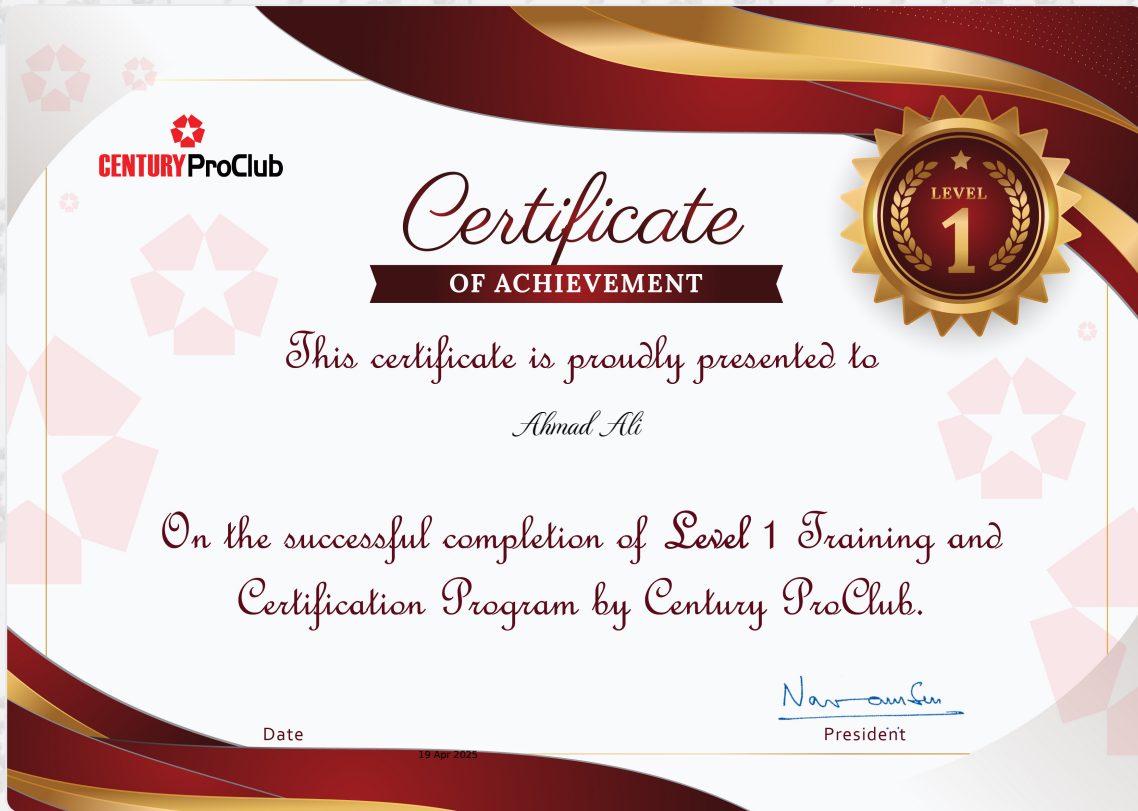 CENTURY ProClub
LEVEL
1
Certificate
OF ACHIEVEMENT
This certificate is proudly presented to
Ahmad Ali
On the successful completion of Level 1 Training and
Certification Program by Century ProClub.
Date
President
19 Apr 2025